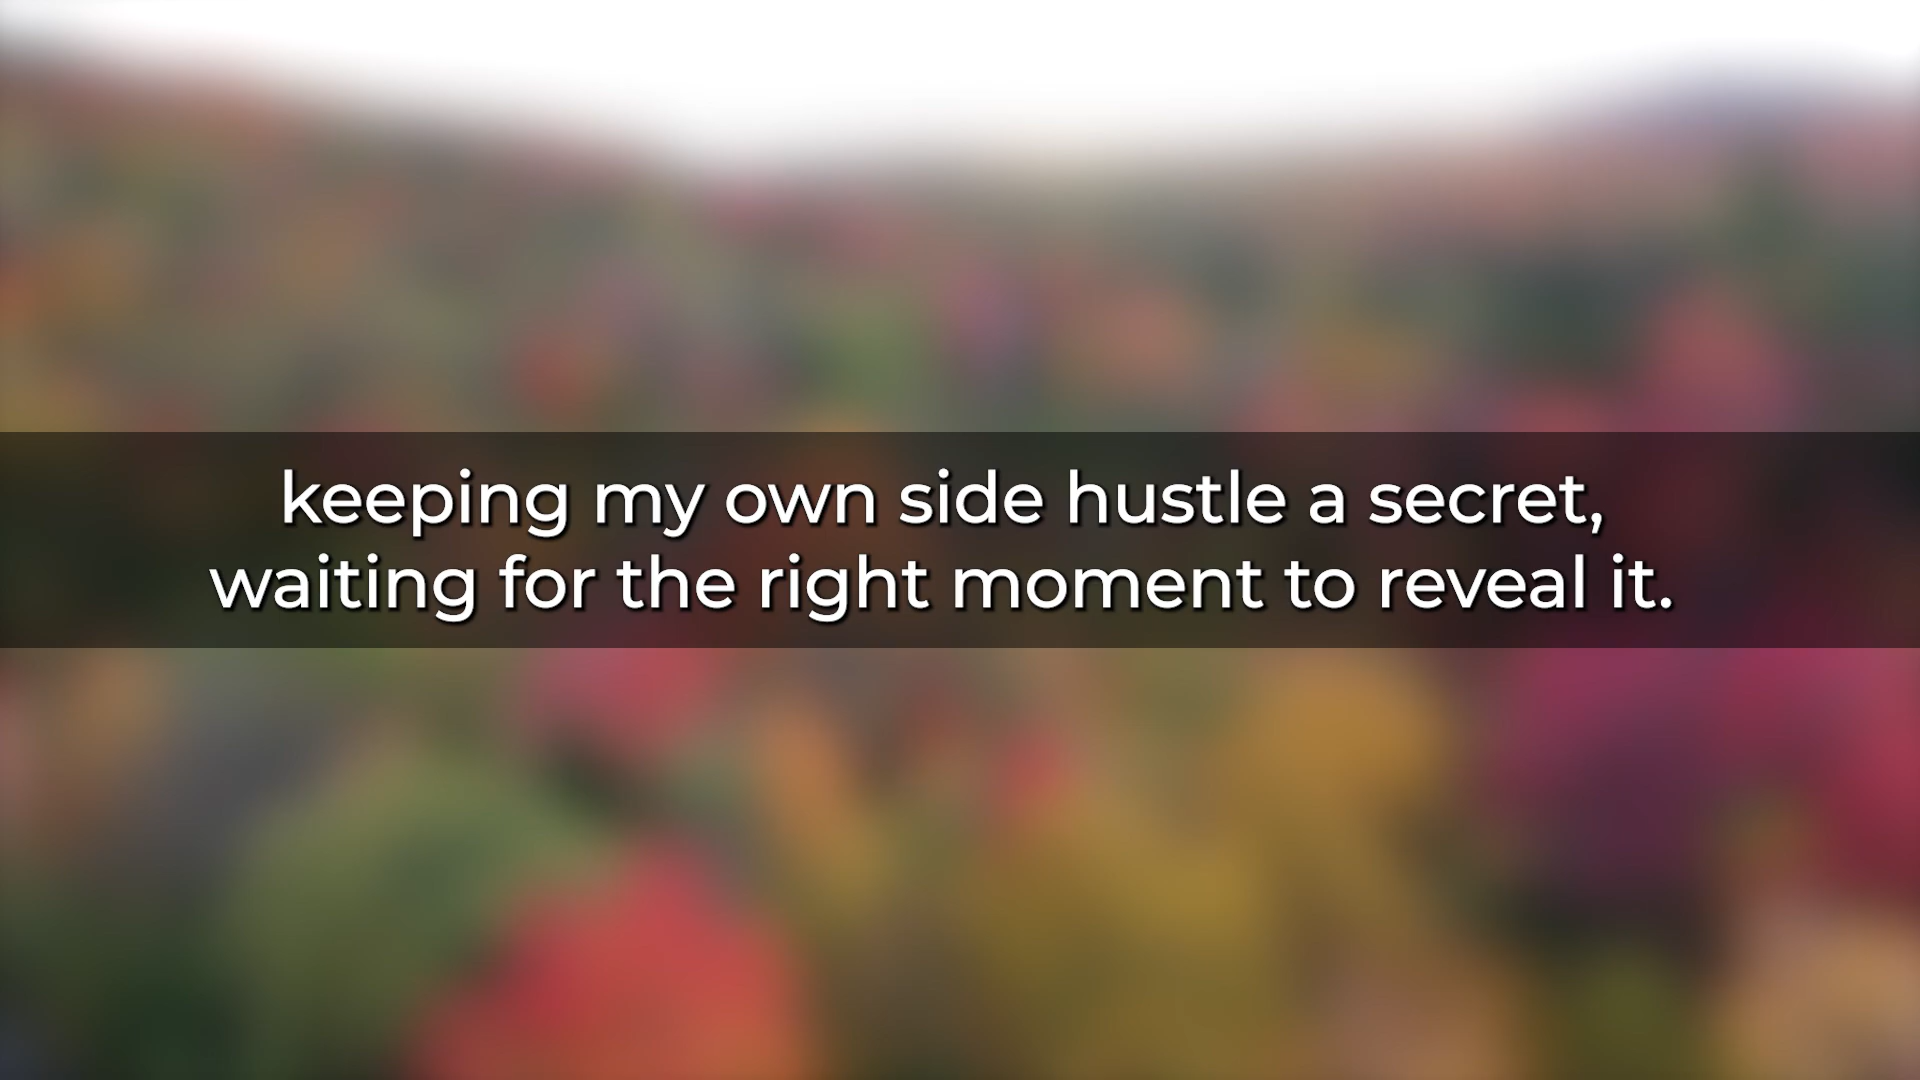 keeping my own side hustle a secret,
waiting for the right moment to reveal it.